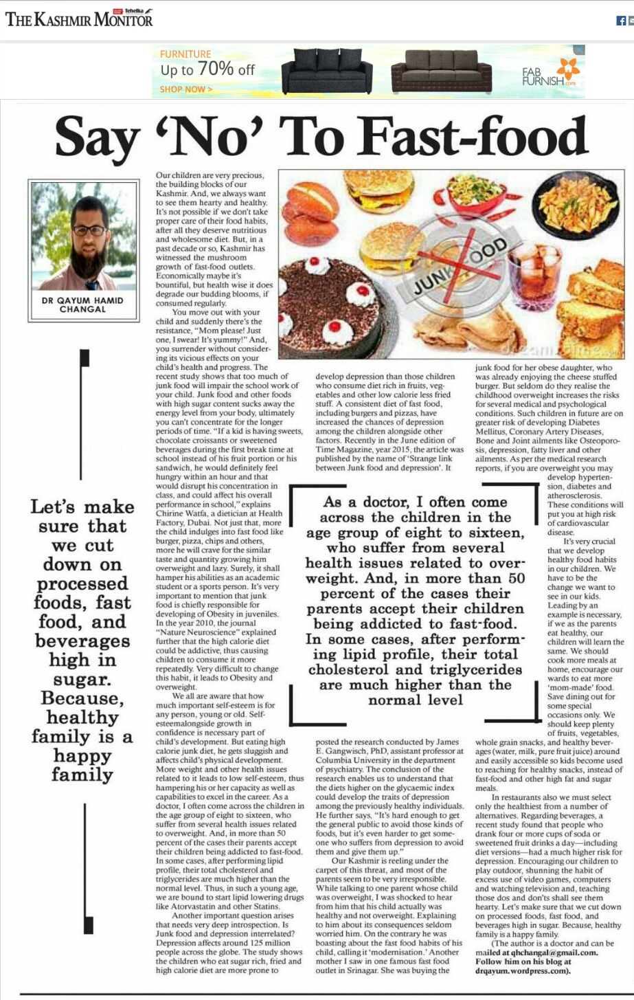 THE KASHMIR MONITOR
Tehelka
FURNITURE
Up to 70% off
SHOP NOW >
FAB
FURNISH.com
Say ‘No’ To Fast-food
DR QAYUM HAMID
CHANGAL
Let’s make
sure that
we cut
down on
processed
foods, fast
food, and
beverages
high in
sugar.
Because,
healthy
family is a
happy
family
Our children are very precious,
the building blocks of our
Kashmir. And, we always want
to see them hearty and healthy.
It’s not possible if we don’t take
proper care of their food habits,
after all they deserve nutritious
and wholesome diet. But, in a
past decade or so, Kashmir has
witnessed the mushroom
growth of fast-food outlets.
Economically maybe it’s
bountiful, but health wise it does
degrade our budding blooms, if
consumed regularly.
You move out with your
child and suddenly there’s the
resistance, “Mom please! Just
one, I swear! It’s yummy!” And,
you surrender without consider-
ing its vicious effects on your
child’s health and progress. The
recent study shows that too much of
junk food will impair the school work of
your child. Junk food and other foods
with high sugar content sucks away the
energy level from your body, ultimately
you can’t concentrate for the longer
periods of time. “If a kid is having sweets,
chocolate croissants or sweetened
beverages during the first break time at
school instead of his fruit portion or his
sandwich, he would definitely feel
hungry within an hour and that
would disrupt his concentration in
class, and could affect his overall
performance in school,” explains
Chirine Watfa, a dietician at Health
Factory, Dubai. Not just that, more
the child indulges into fast food like
burger, pizza, chips and others,
more he will crave for the similar
taste and quantity growing him
overweight and lazy. Surely, it shall
hamper his abilities as an academic
student or a sports person. It’s very
important to mention that junk
food is chiefly responsible for
developing of Obesity in juveniles.
In the year 2010, the journal
“Nature Neuroscience” explained
further that the high calorie diet
could be addictive, thus causing
children to consume it more
repeatedly. Very difficult to change
this habit, it leads to Obesity and
overweight.
We all are aware that how
much important self-esteem is for
any person, young or old. Self-
esteemalongside growth in
confidence is necessary part of
child’s development. But eating high
calorie junk diet, he gets sluggish and
affects child’s physical development.
More weight and other health issues
related to it leads to low self-esteem, thus
hampering his or her capacity as well as
capabilities to excel in the career. As a
doctor, I often come across the children in
the age group of eight to sixteen, who
suffer from several health issues related
to overweight. And, in more than 50
percent of the cases their parents accept
their children being addicted to fast-food.
In some cases, after performing lipid
profile, their total cholesterol and
triglycerides are much higher than the
normal level. Thus, in such a young age,
we are bound to start lipid lowering drugs
like Atorvastatin and other Statins.
Another important question arises
that needs very deep introspection. Is
Junk food and depression interrelated?
Depression affects around 125 million
people across the globe. The study shows
the children who eat sugar rich, fried and
high calorie diet are more prone to
JUNK FOOD
dreamstime
develop depression than those children
who consume diet rich in fruits, veg-
etables and other low calorie less fried
stuff. A consistent diet of fast food,
including burgers and pizzas, have
increased the chances of depression
among the children alongside other
factors. Recently in the June edition of
Time Magazine, year 2015, the article was
published by the name of ‘Strange link
between Junk food and depression’. It
As a doctor, I often come
across the children in the
age group of eight to sixteen,
who suffer from several
health issues related to over-
weight. And, in more than 50
percent of the cases their
parents accept their children
being addicted to fast-food.
In some cases, after perform-
ing lipid profile, their total
cholesterol and triglycerides
are much higher than the
normal level
posted the research conducted by James
E. Gangwisch, PhD, assistant professor at
Columbia University in the department
of psychiatry. The conclusion of the
research enables us to understand that
the diets higher on the glycaemic index
could develop the traits of depression
among the previously healthy individuals.
He further says, “It’s hard enough to get
the general public to avoid those kinds of
foods, but it’s even harder to get some-
one who suffers from depression to avoid
them and give them up.”
Our Kashmir is reeling under the
carpet of this threat, and most of the
parents seem to be very irresponsible.
While talking to one parent whose child
was overweight, I was shocked to hear
from him that his child actually was
healthy and not overweight. Explaining
to him about its consequences seldom
worried him. On the contrary he was
boasting about the fast food habits of his
child, calling it ‘modernisation.’ Another
mother I saw in one famous fast food
outlet in Srinagar. She was buying the
junk food for her obese daughter, who
was already enjoying the cheese stuffed
burger. But seldom do they realise the
childhood overweight increases the risks
for several medical and psychological
conditions. Such children in future are on
greater risk of developing Diabetes
Mellitus, Coronary Artery Diseases,
Bone and Joint ailments like Osteoporo-
sis, depression, fatty liver and other
ailments. As per the medical research
reports, if you are overweight you may
develop hyperten-
sion, diabetes and
atherosclerosis.
These conditions will
put you at high risk
of cardiovascular
disease.
It’s very crucial
that we develop
healthy food habits
in our children. We
have to be the
change we want to
see in our kids.
Leading by an
example is necessary,
if we as the parents
eat healthy, our
children will learn the
same. We should
cook more meals at
home, encourage our
wards to eat more
‘mom-made’ food.
Save dining out for
some special
occasions only. We
should keep plenty
of fruits, vegetables,
whole grain snacks, and healthy bever-
ages (water, milk, pure fruit juice) around
and easily accessible so kids become used
to reaching for healthy snacks, instead of
fast-food and other high fat and sugar
meals.
In restaurants also we must select
only the healthiest from a number of
alternatives. Regarding beverages, a
recent study found that people who
drank four or more cups of soda or
sweetened fruit drinks a day—including
diet versions—had a much higher risk for
depression. Encouraging our children to
play outdoor, shunning the habit of
excess use of video games, computers
and watching television and, teaching
those dos and don’ts shall see them
hearty. Let’s make sure that we cut down
on processed foods, fast food, and
beverages high in sugar. Because, healthy
family is a happy family.
(The author is a doctor and can be
mailed at qhchangal@gmail.com.
Follow him on his blog at
drqayum.wordpress.com).